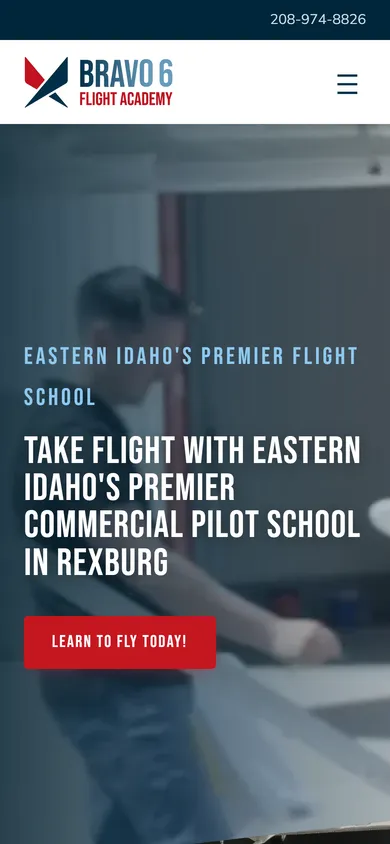 208-974-8826
BRAVO 6
FLIGHT ACADEMY
EASTERN IDAHO'S PREMIER FLIGHT
SCHOOL
TAKE FLIGHT WITH EASTERN
IDAHO'S PREMIER
COMMERCIAL PILOT SCHOOL
IN REXBURG
LEARN TO FLY TODAY!